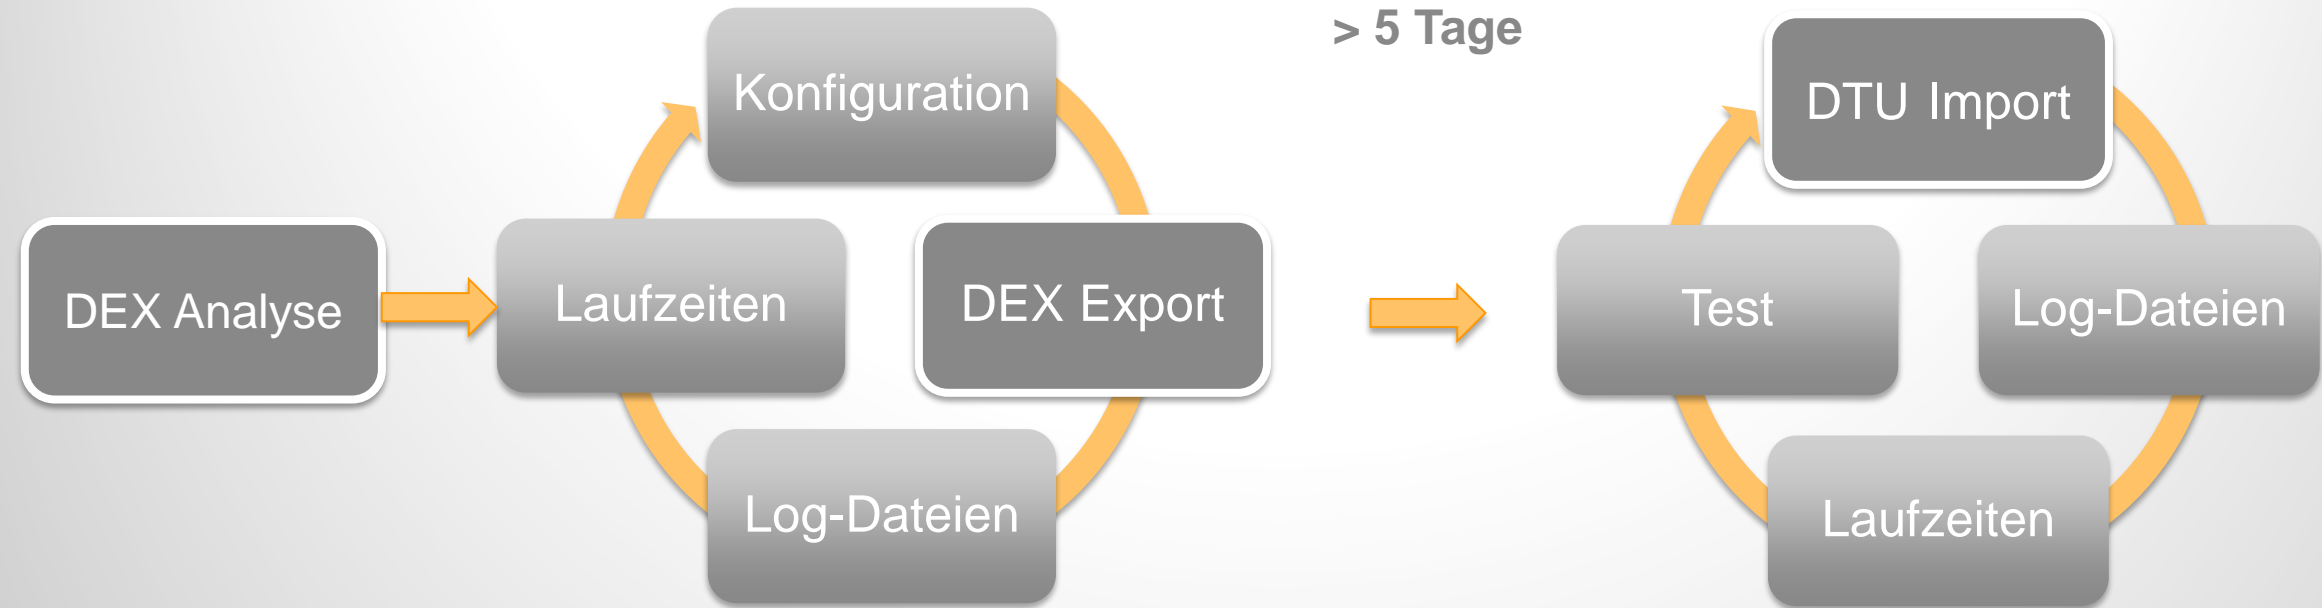 > 5 Tage
Konfiguration
DEX Analyse
Laufzeiten
DEX Export
Log-Dateien
DTU Import
Test
Log-Dateien
Laufzeiten